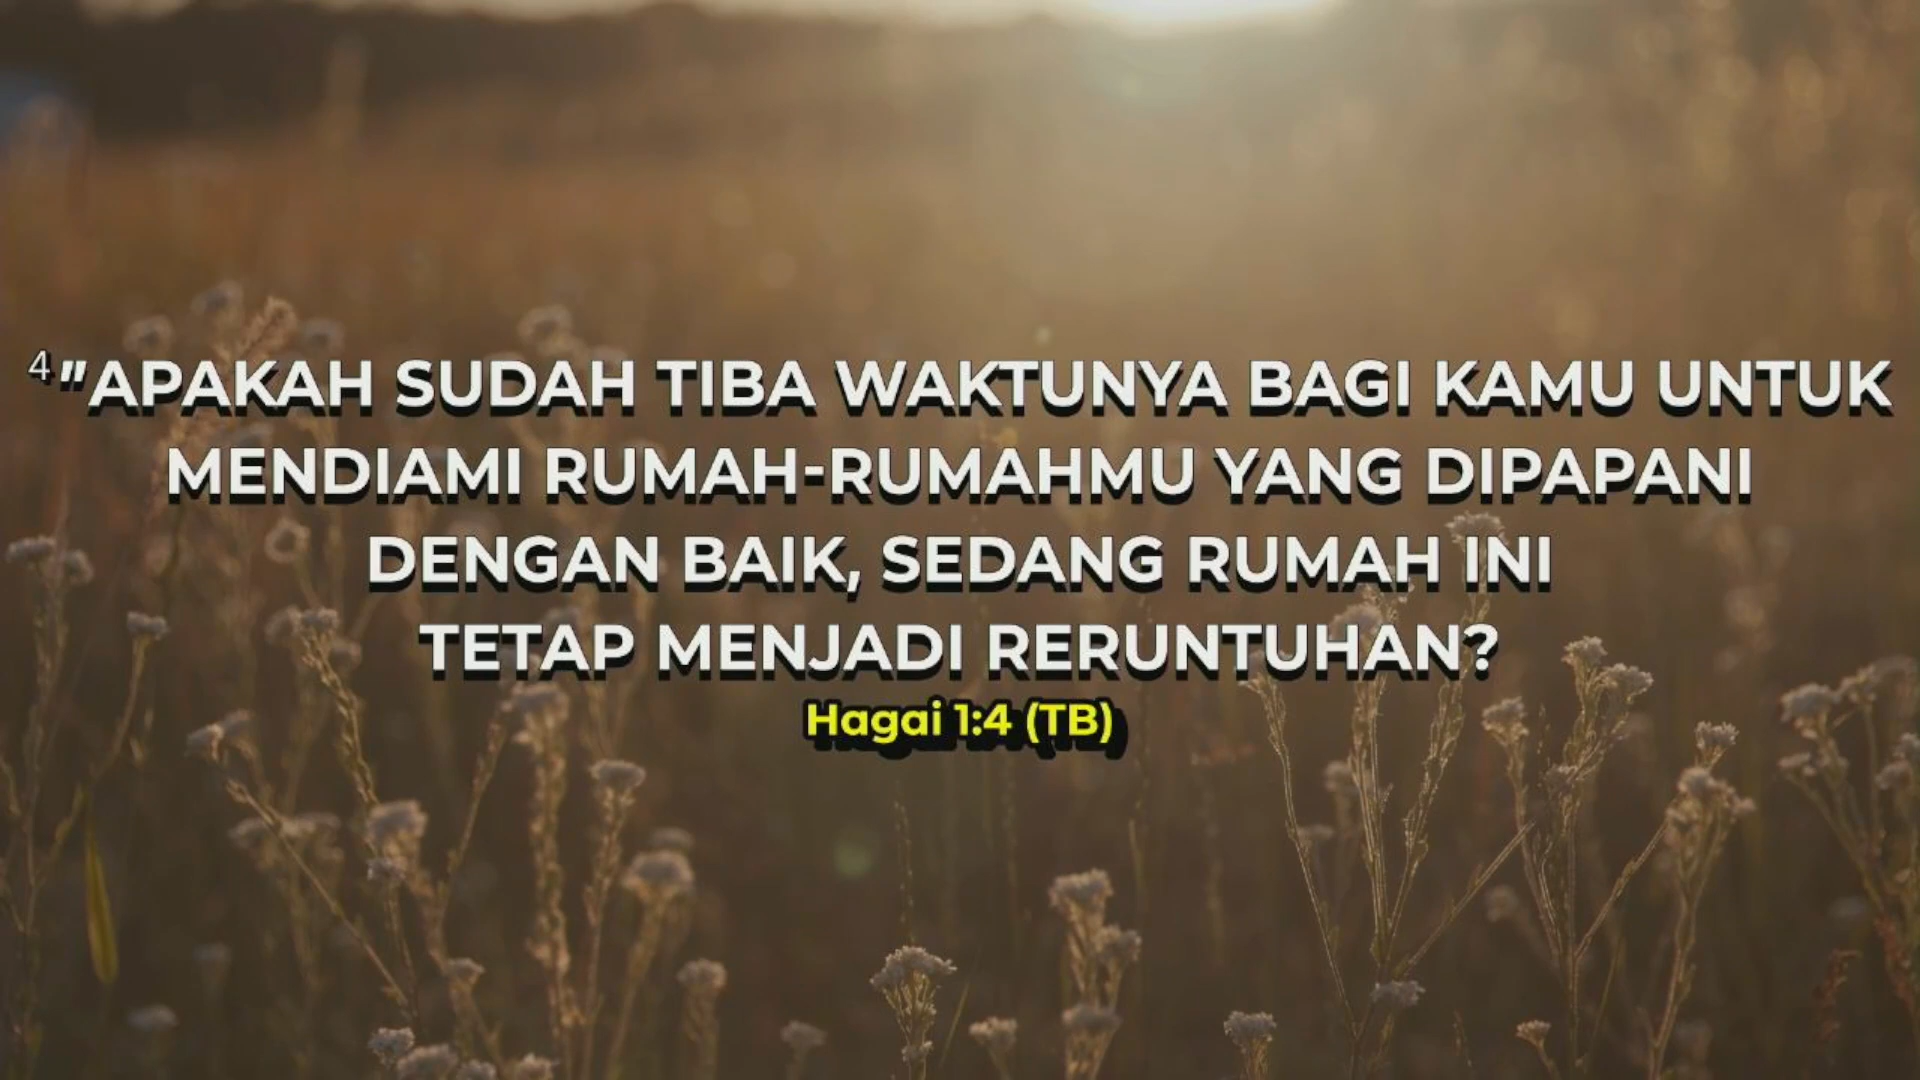 4 "APAKAH SUDAH TIBA WAKTUNYA BAGI KAMU UNTUK
MENDIAMI RUMAH-RUMAHMU YANG DIPAPANI
DENGAN BAIK, SEDANG RUMAH INI
TETAP MENJADI RERUNTUHAN?
Hagai 1:4 (TB)